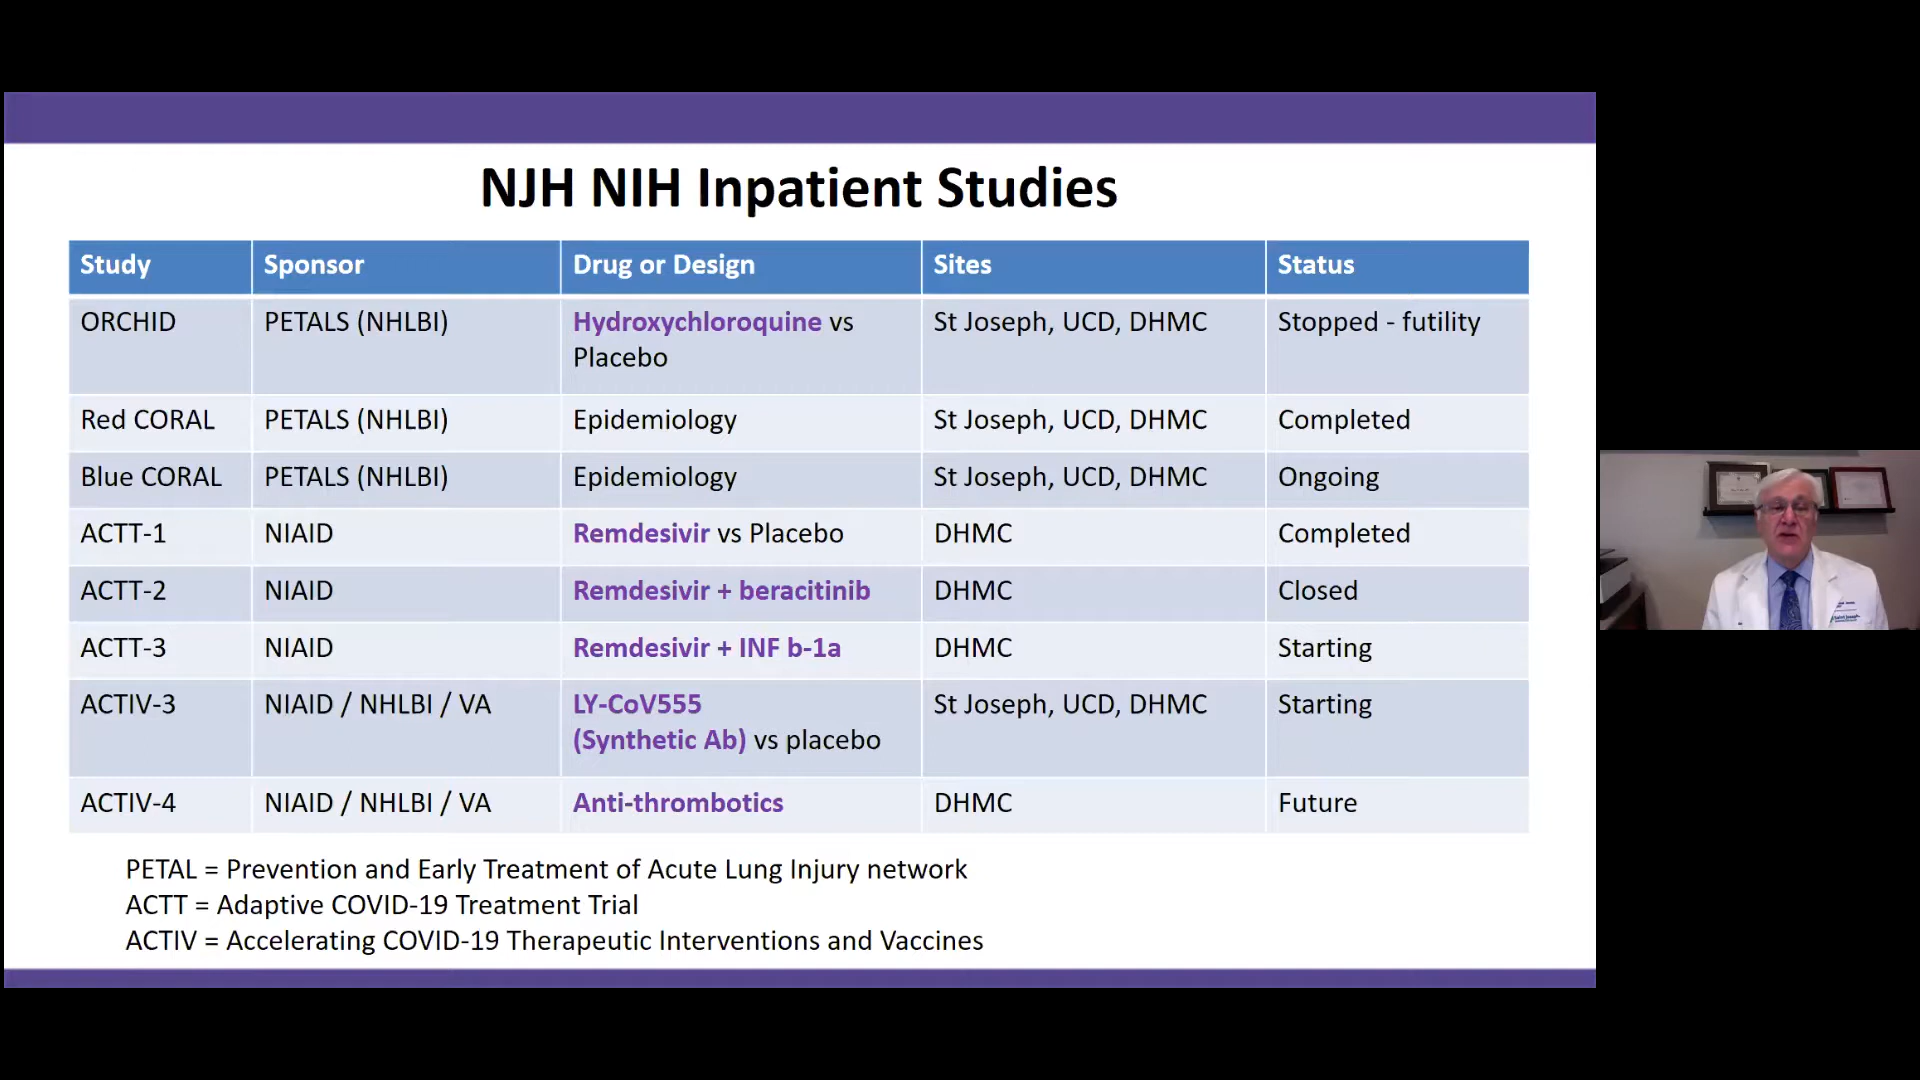 NJH NIH Inpatient Studies
Study Sponsor Drug or Design Sites Status
ORCHID PETALS (NHLBI) Hydroxychloroquine vs St Joseph, UCD, DHMC Stopped - futility
Placebo
Red CORAL PETALS (NHLBI) Epidemiology St Joseph, UCD, DHMC Completed
Blue CORAL PETALS (NHLBI) Epidemiology St Joseph, UCD, DHMC Ongoing
ACTT-1 NIAID Remdesivir vs Placebo DHMC Completed
ACTT-2 NIAID Remdesivir + beracitinib DHMC Closed
ACTT-3 NIAID Remdesivir + INF b-1a DHMC Starting
ACTIV-3 NIAID / NHLBI / VA LY-CoV555 St Joseph, UCD, DHMC Starting
(Synthetic Ab) vs placebo
ACTIV-4 NIAID / NHLBI / VA Anti-thrombotics DHMC Future
PETAL = Prevention and Early Treatment of Acute Lung Injury network
ACTT = Adaptive COVID-19 Treatment Trial
ACTIV = Accelerating COVID-19 Therapeutic Interventions and Vaccines